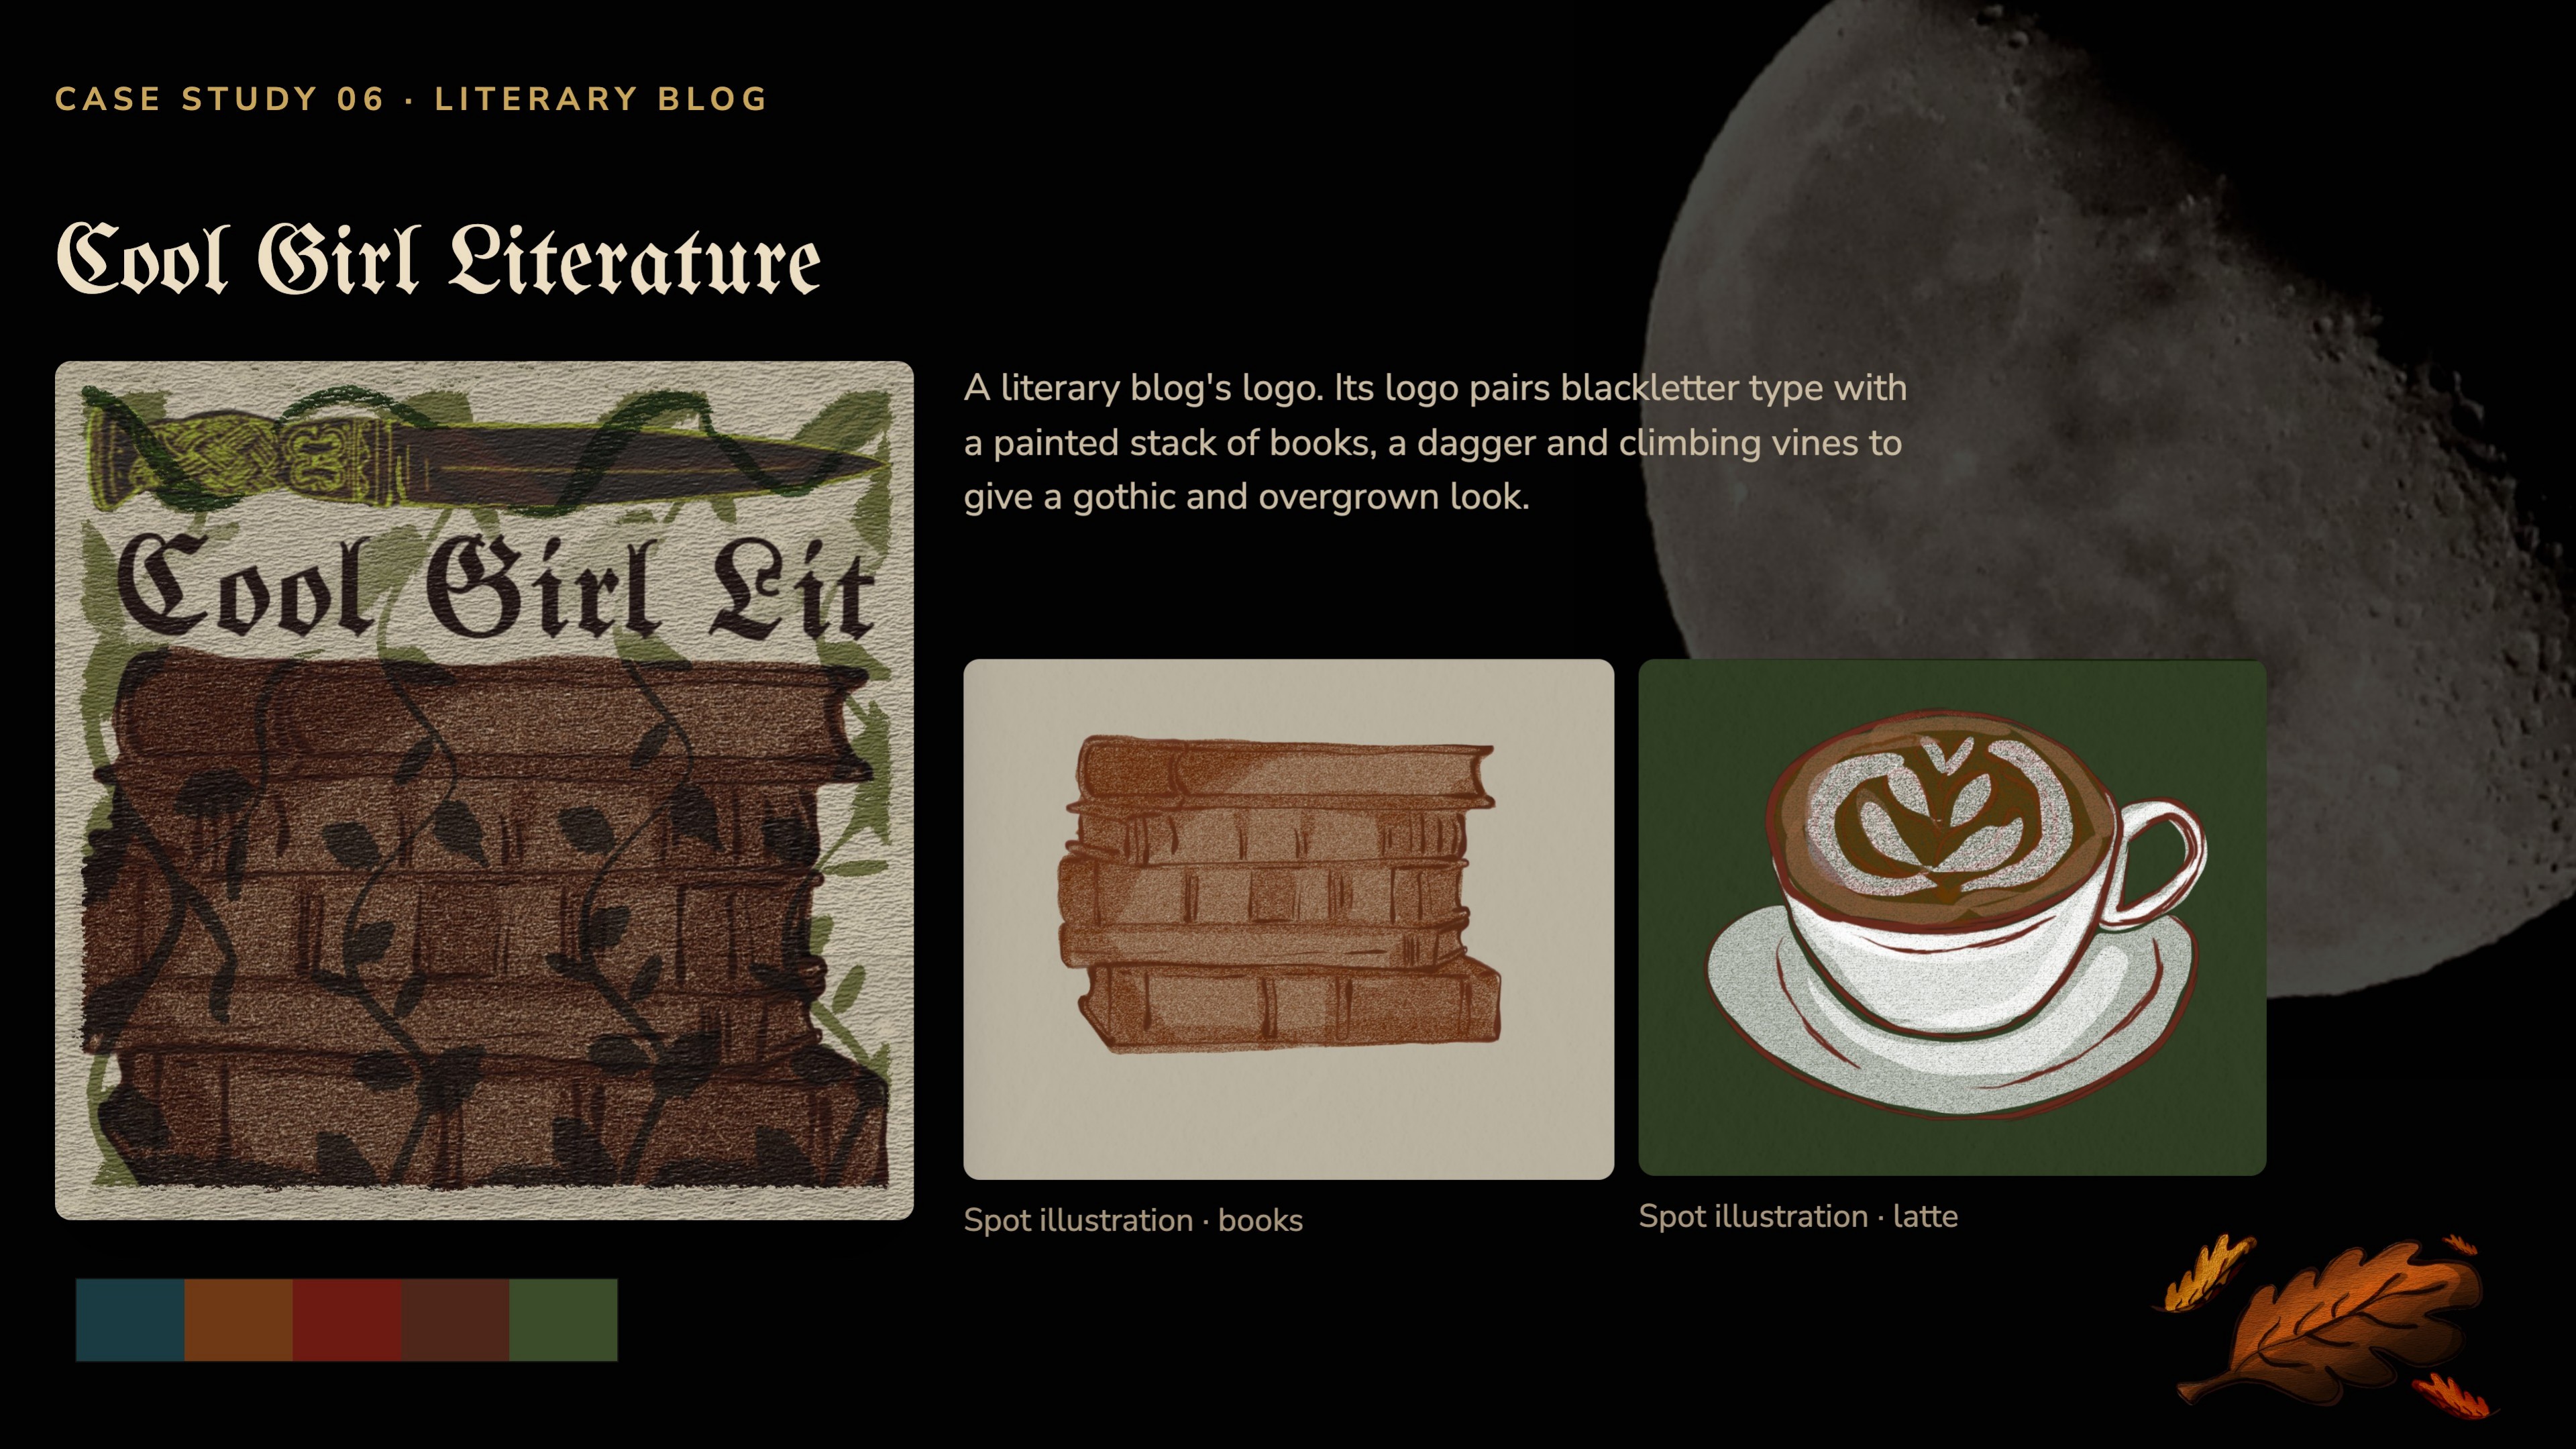 CASE STUDY 06 · LITERARY BLOG
Cool Girl Literature
Cool Girl Lit
A literary blog's logo. Its logo pairs blackletter type with
a painted stack of books, a dagger and climbing vines to
give a gothic and overgrown look.
Spot illustration · books
Spot illustration · latte